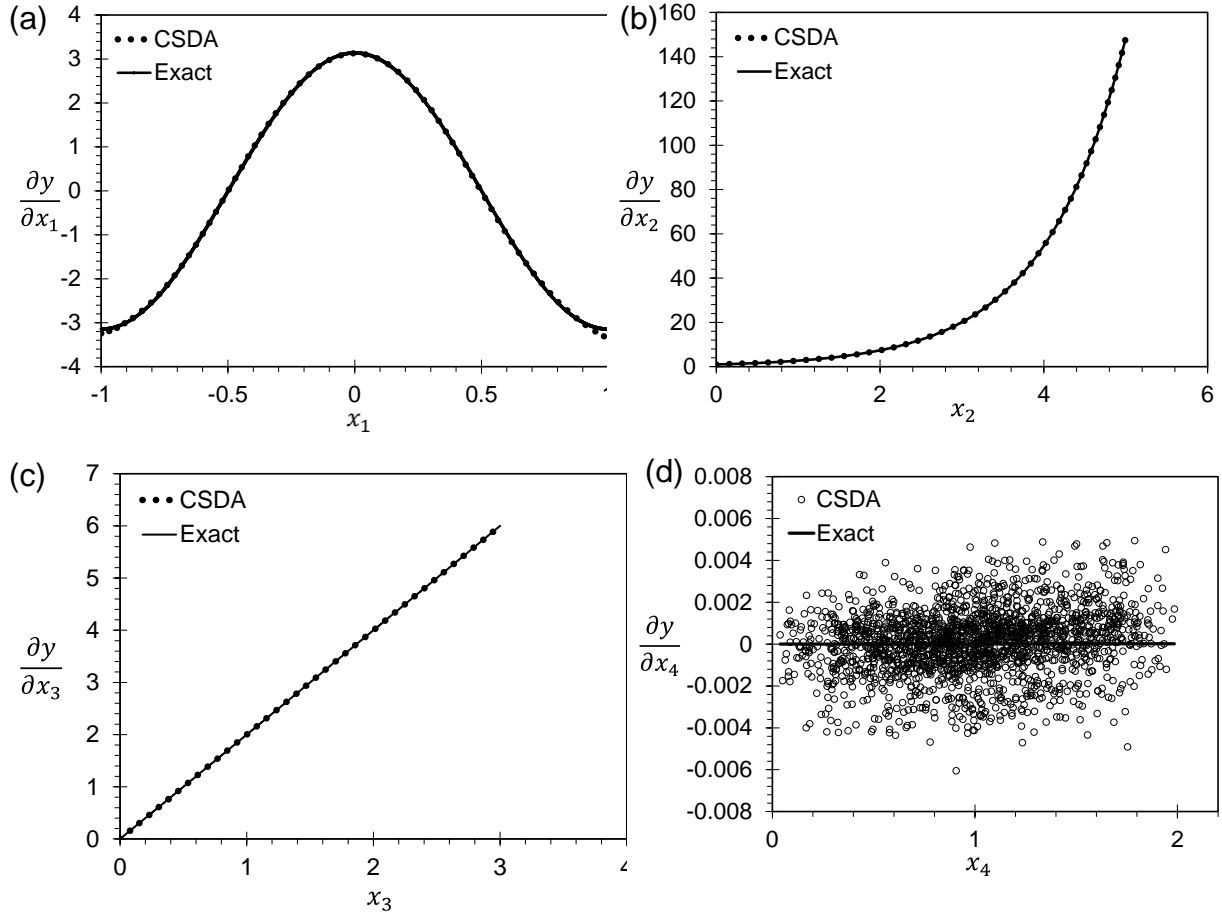 (a)
4
3
2
1
0
-1
-2
-3
-4
CSDA
Exact
∂y
∂x₁
-1 -0.5 0 0.5
x₁
(b)
160
140
120
100
80
60
40
20
0
CSDA
Exact
∂y
∂x₂
0 2 4 6
x₂
(c)
7
6
5
4
3
2
1
0
CSDA
Exact
∂y
∂x₃
0 1 2 3 4
x₃
(d)
0.008
0.006
0.004
0.002
0
-0.002
-0.004
-0.006
-0.008
CSDA
Exact
∂y
∂x₄
0 1 2
x₄